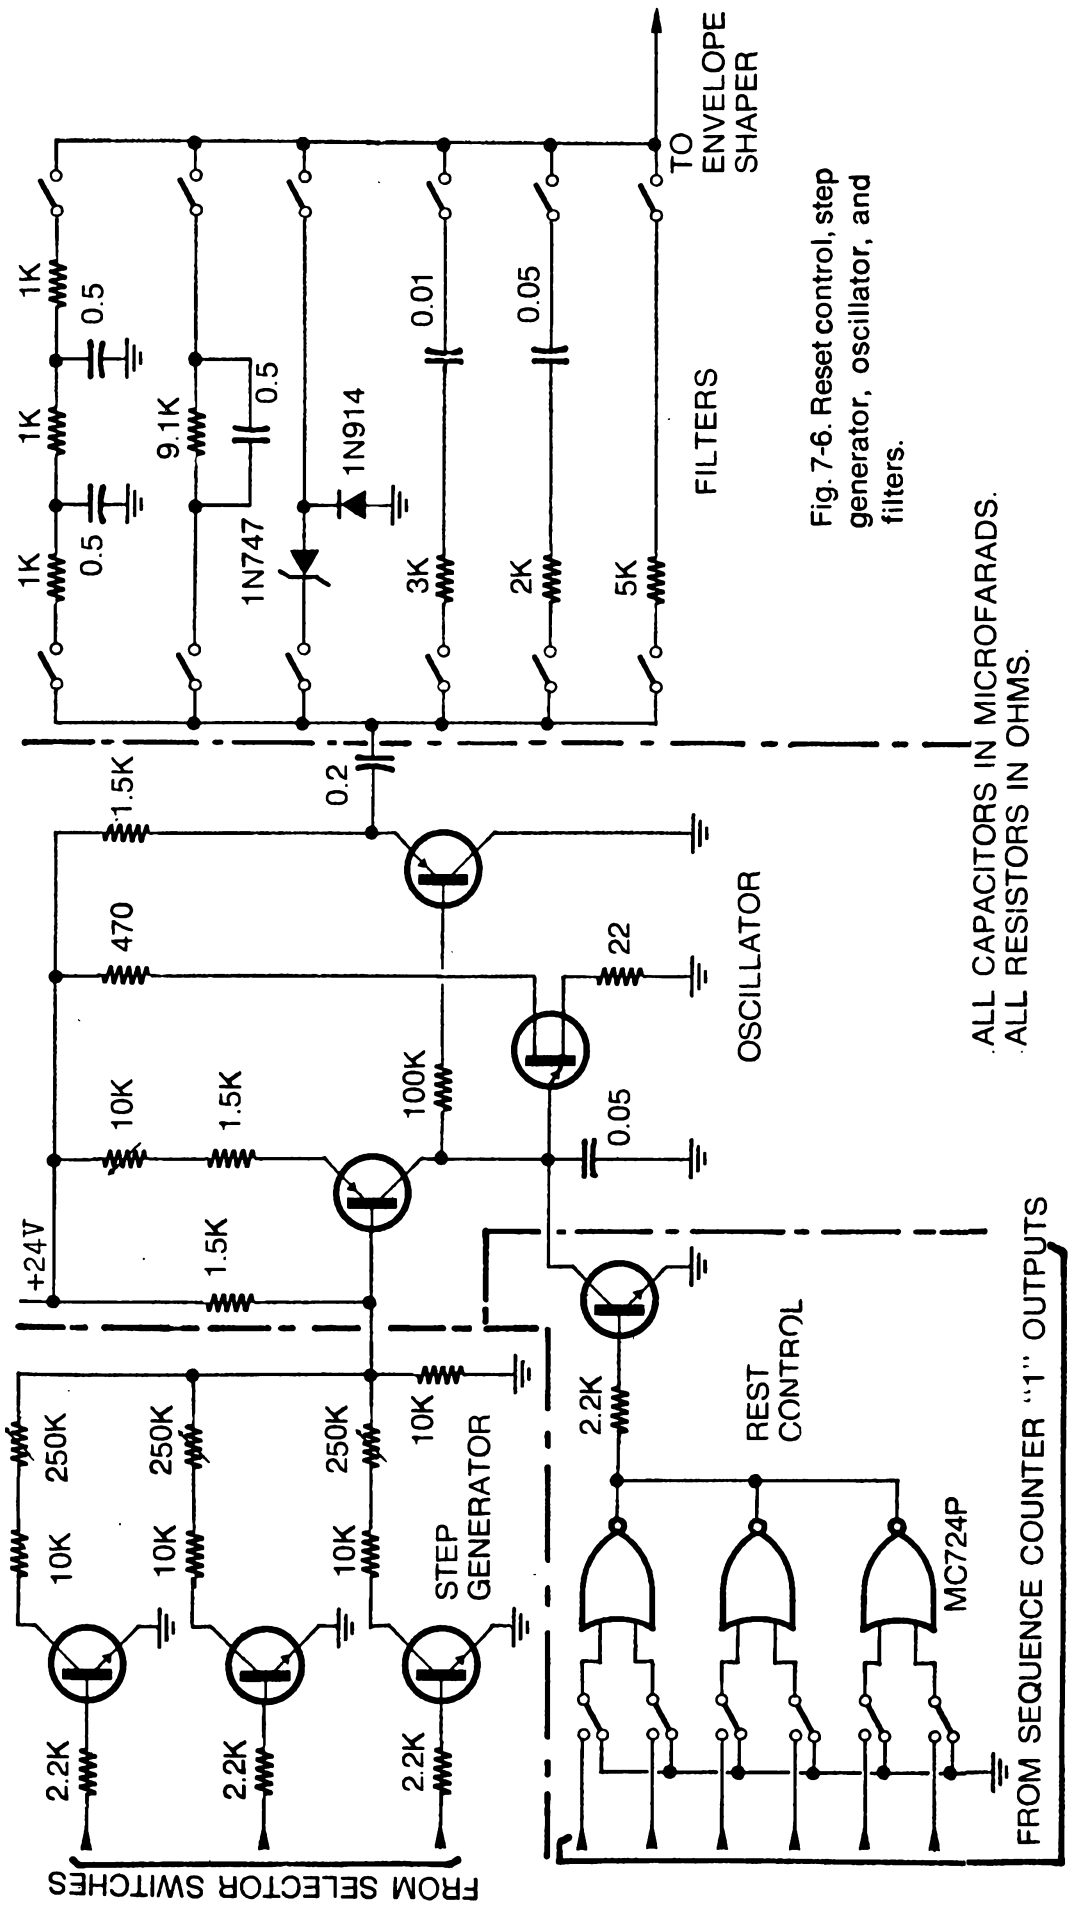 FROM SELECTOR SWITCHES
2.2K
2.2K
2.2K
10K
250K
10K
250K
10K
250K
10K
STEP
GENERATOR
+24V
1.5K
10K
1.5K
100K
470
1.5K
22
0.05
0.2
OSCILLATOR
2.2K
REST
CONTROL
MC724P
FROM SEQUENCE COUNTER "1" OUTPUTS
1K
1K
1K
0.5
0.5
9.1K
0.5
1N747
1N914
3K
0.01
2K
0.05
5K
FILTERS
TO
ENVELOPE
SHAPER
ALL CAPACITORS IN MICROFARADS.
ALL RESISTORS IN OHMS.
Fig. 7-6. Reset control, step
generator, oscillator, and
filters.